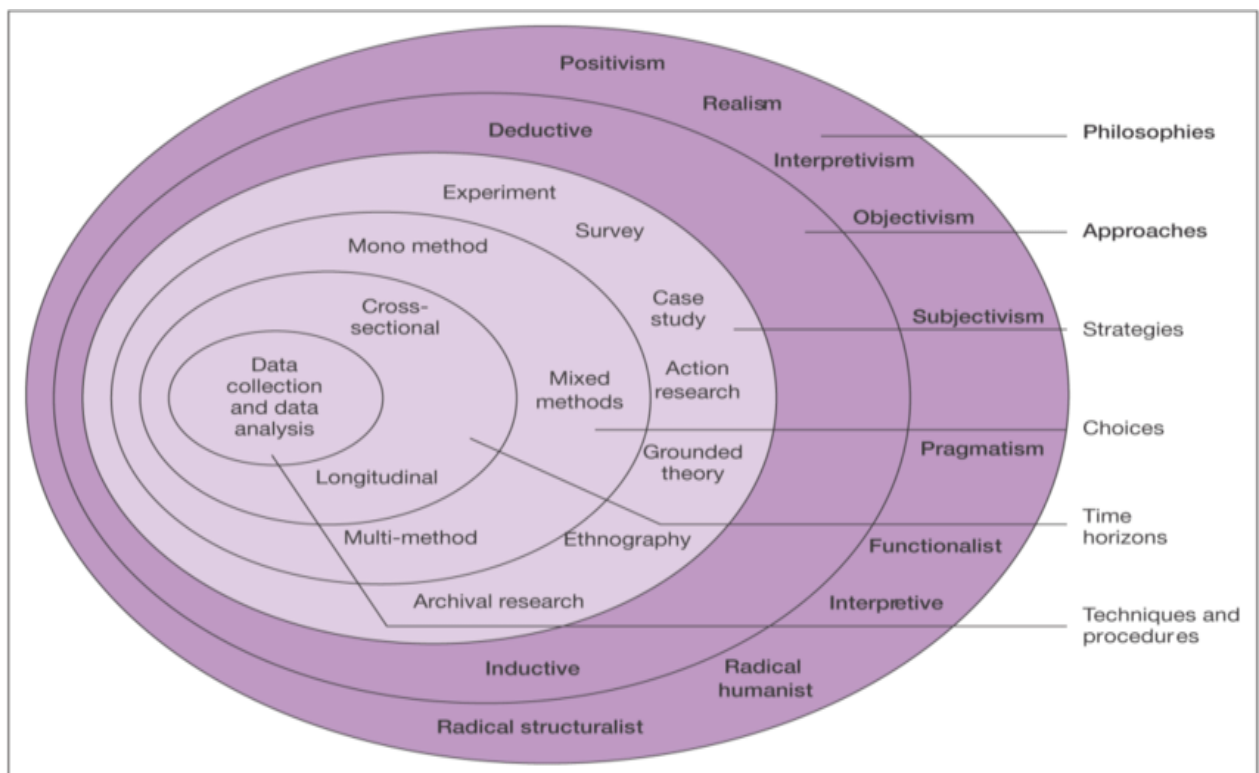 Positivism
Realism
Philosophies
Deductive
Interpretivism
Experiment
Objectivism
Survey
Approaches
Mono method
Case
study
Cross-
sectional
Subjectivism
Strategies
Data
collection
and data
analysis
Mixed
methods
Action
research
Choices
Pragmatism
Grounded
theory
Longitudinal
Time
horizons
Multi-method
Ethnography
Functionalist
Archival research
Interpretive
Techniques and
procedures
Inductive
Radical
humanist
Radical structuralist